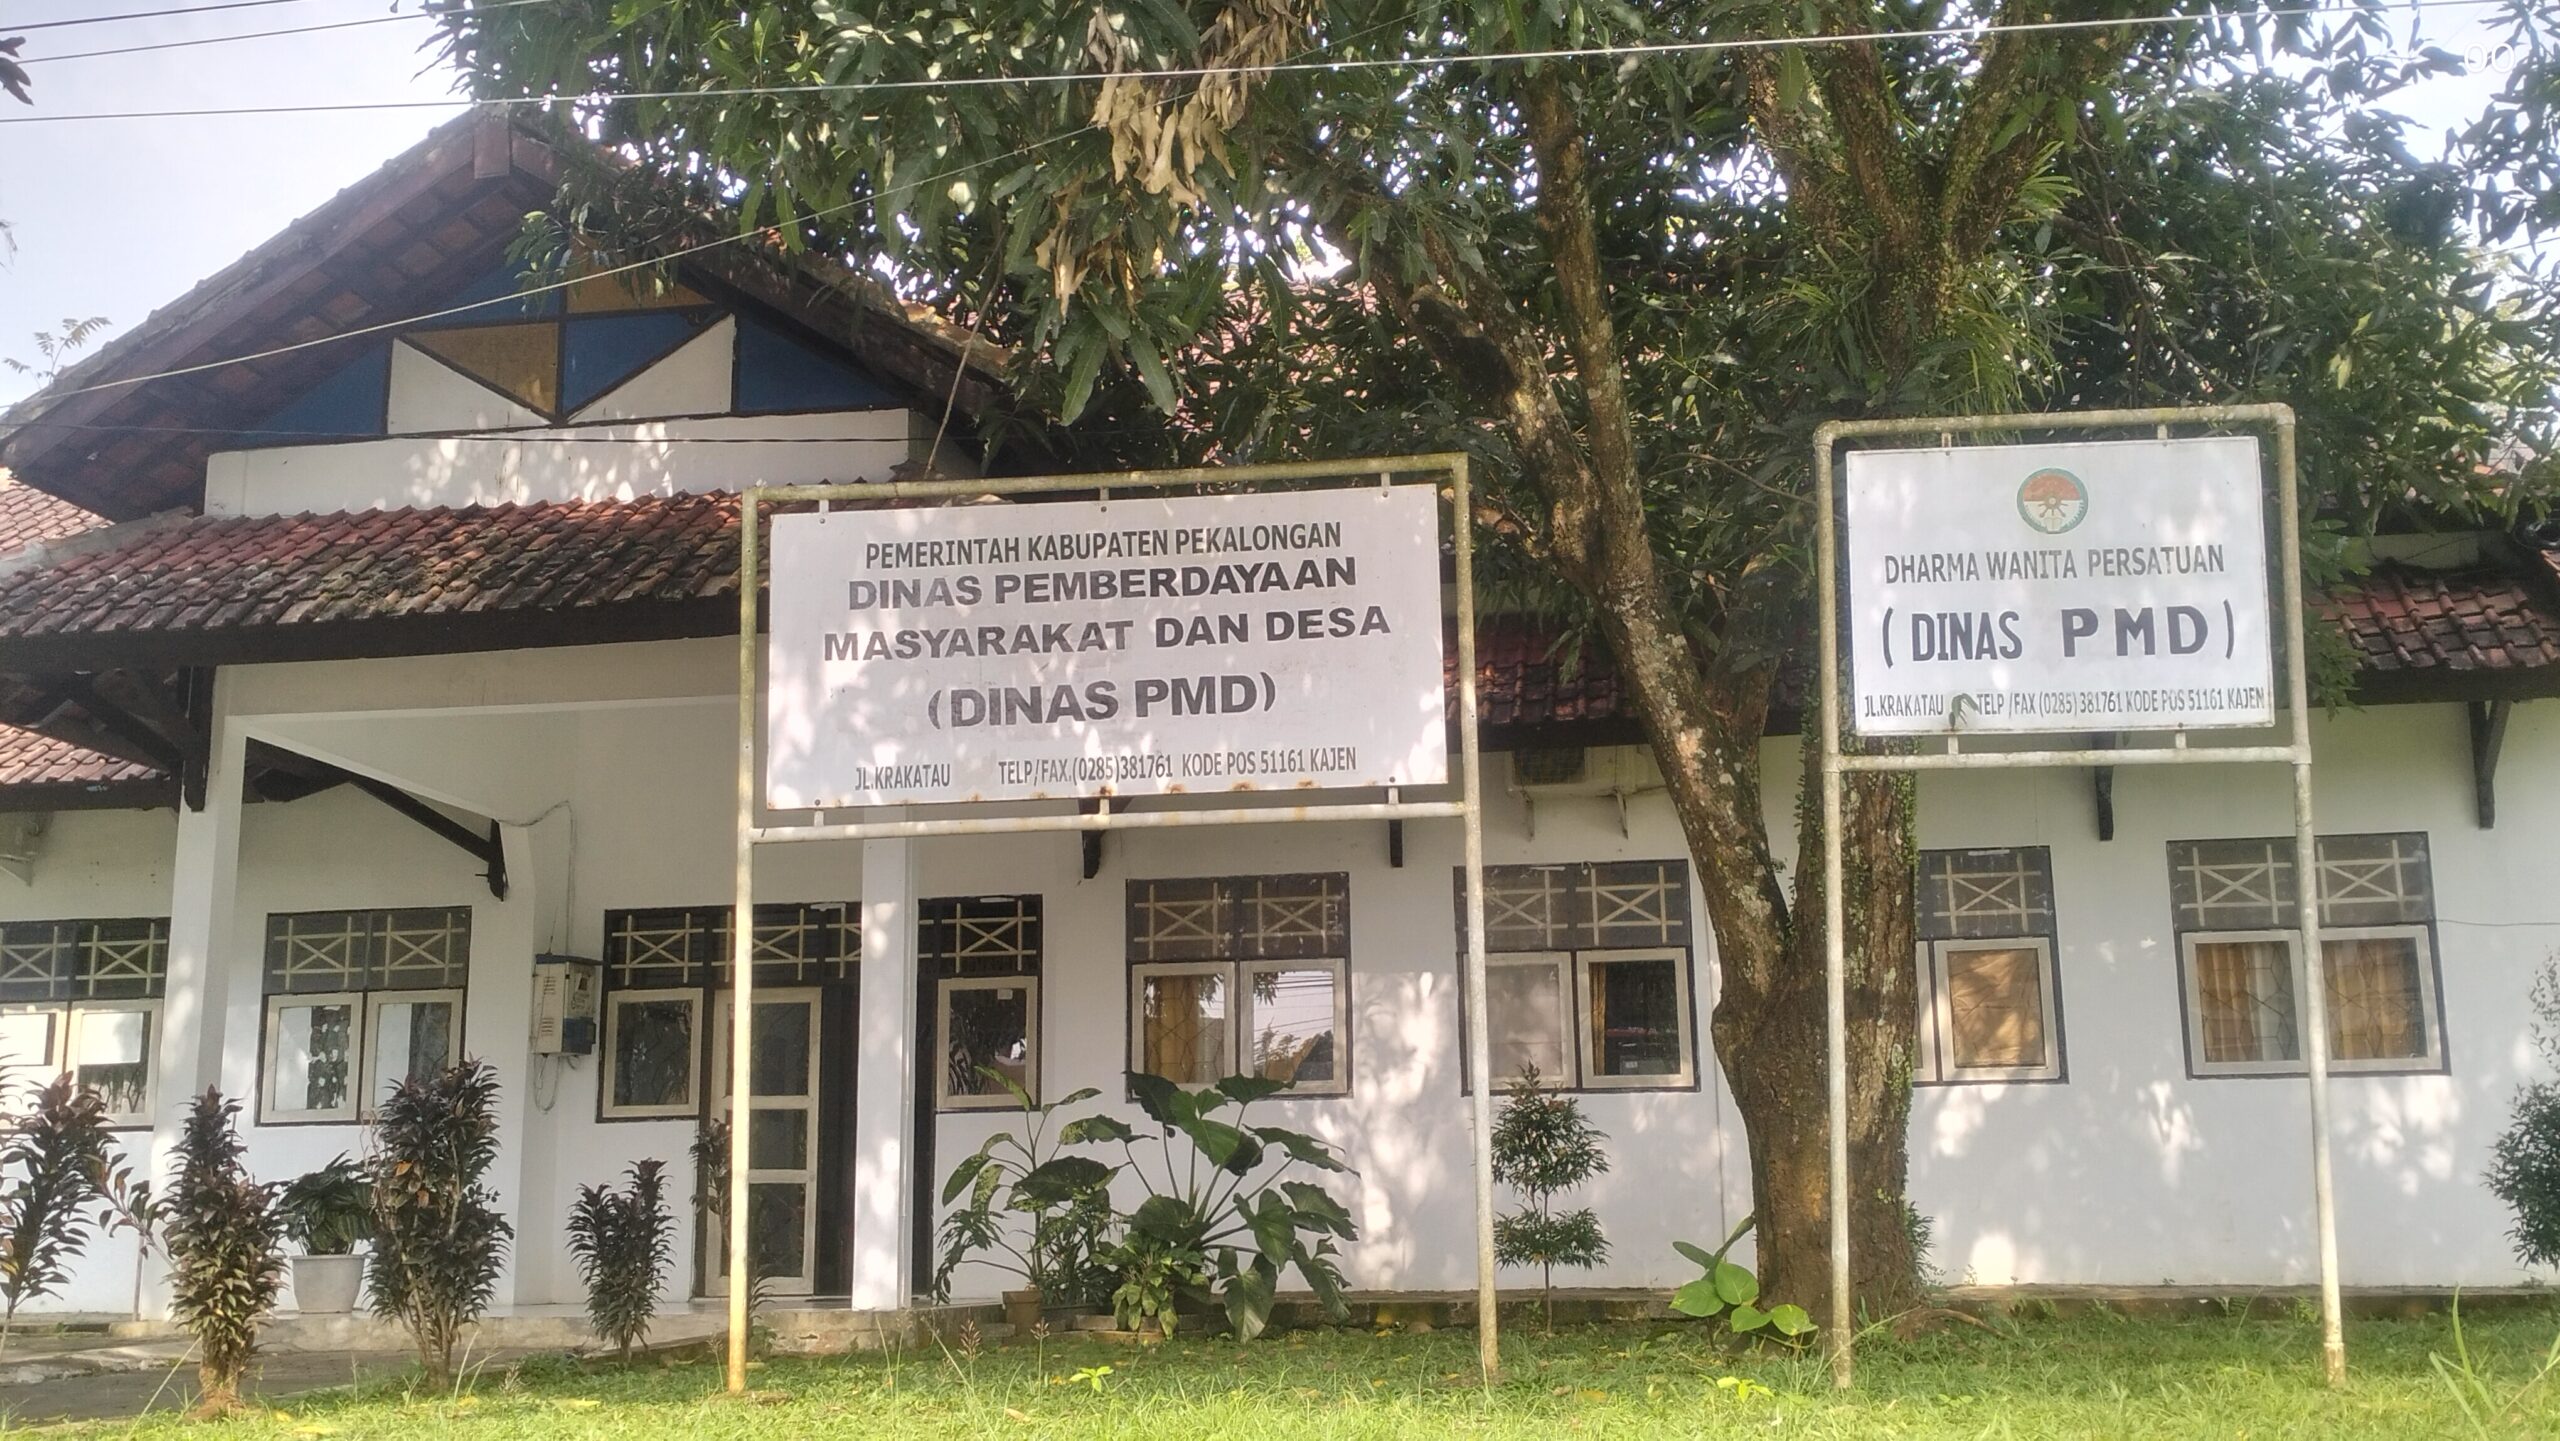 PEMERINTAH KABUPATEN PEKALONGAN
DINAS PEMBERDAYAAN
MASYARAKAT DAN DESA
(DINAS PMD)
JL.KRAKATAU TELP/FAX.(0285)381761 KODE POS 51161 KAJEN
DHARMA WANITA PERSATUAN
( DINAS PMD )
JL.KRAKATAU TELP /FAX (0285) 381761 KODE POS 51161 KAJEN
00